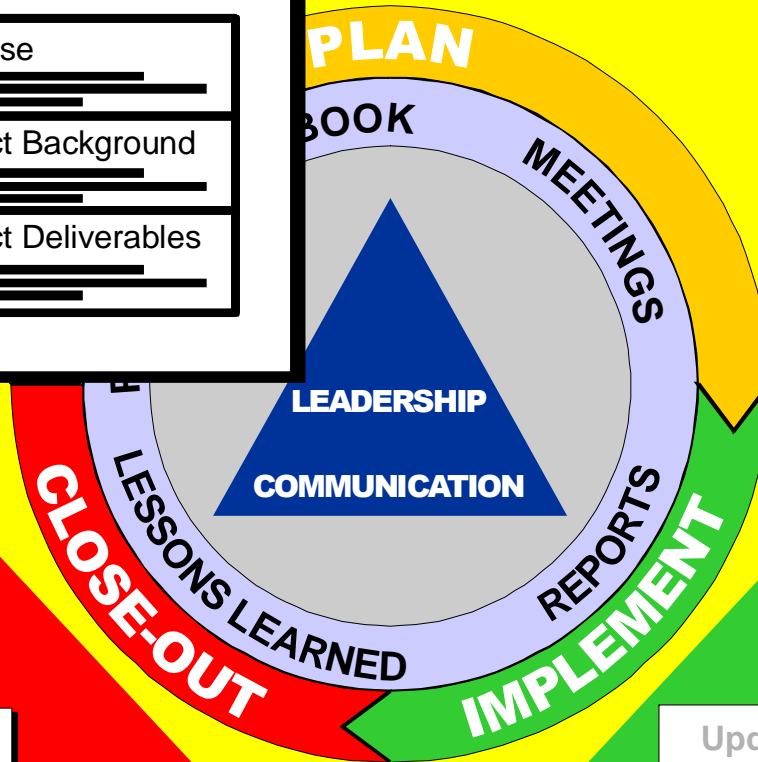 se
ct Background
ct Deliverables
PLAN
BOOK
MEETINGS
LEADERSHIP
COMMUNICATION
REPORTS
LESSONS LEARNED
CLOSE-OUT
IMPLEMENT
Upd